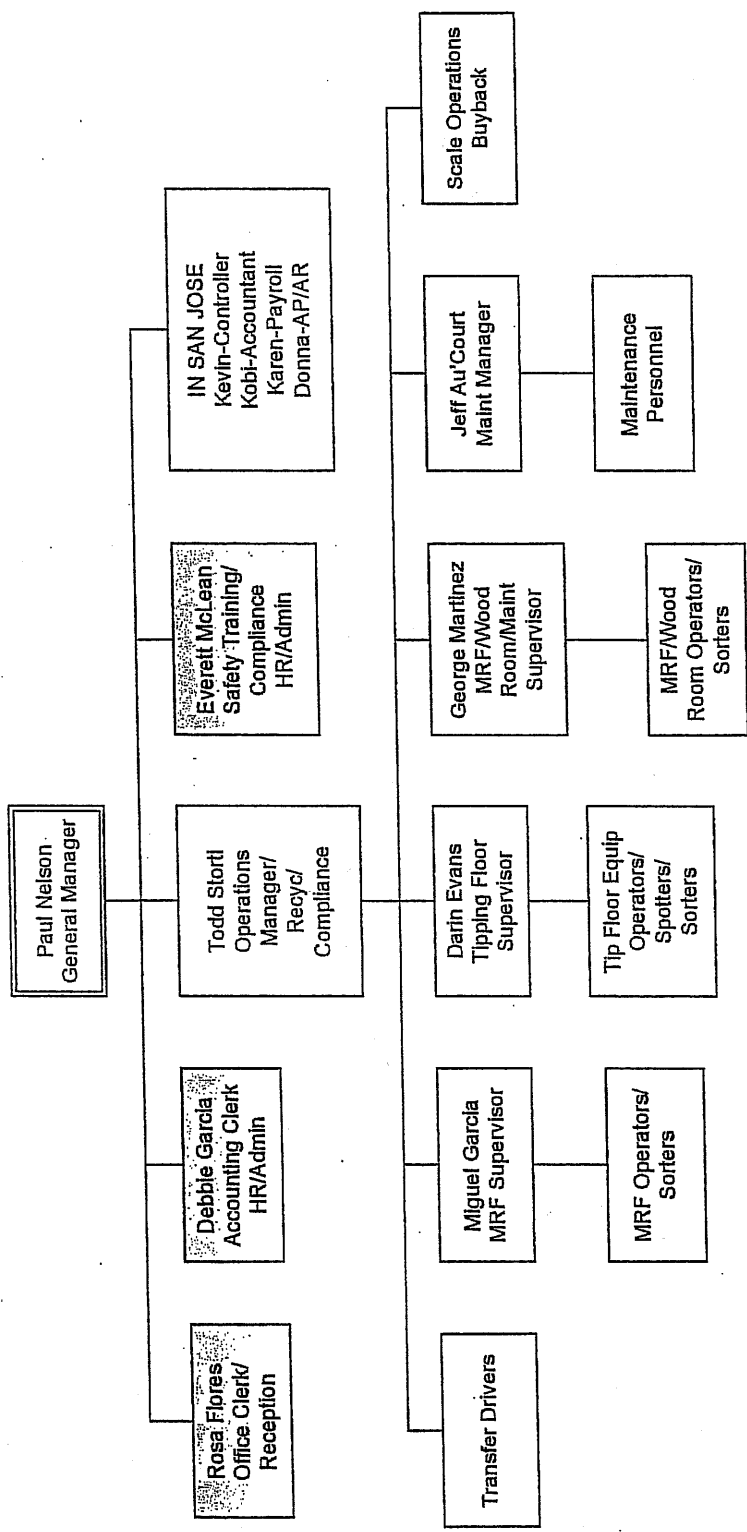 Paul Nelson
General Manager
Rosa Flores
Office Clerk/
Reception
Debbie Garcia
Accounting Clerk
HR/Admin
Todd Stortl
Operations
Manager/
Recyc/
Compliance
Everett McLean
Safety Training/
Compliance
HR/Admin
IN SAN JOSE
Kevin-Controller
Kobi-Accountant
Karen-Payroll
Donna-AP/AR
Transfer Drivers
Miguel Garcia
MRF Supervisor
Darin Evans
Tipping Floor
Supervisor
George Martinez
MRF/Wood
Room/Maint
Supervisor
Jeff Au'Court
Maint Manager
Scale Operations
Buyback
MRF Operators/
Sorters
Tip Floor Equip
Operators/
Spotters/
Sorters
MRF/Wood
Room Operators/
Sorters
Maintenance
Personnel